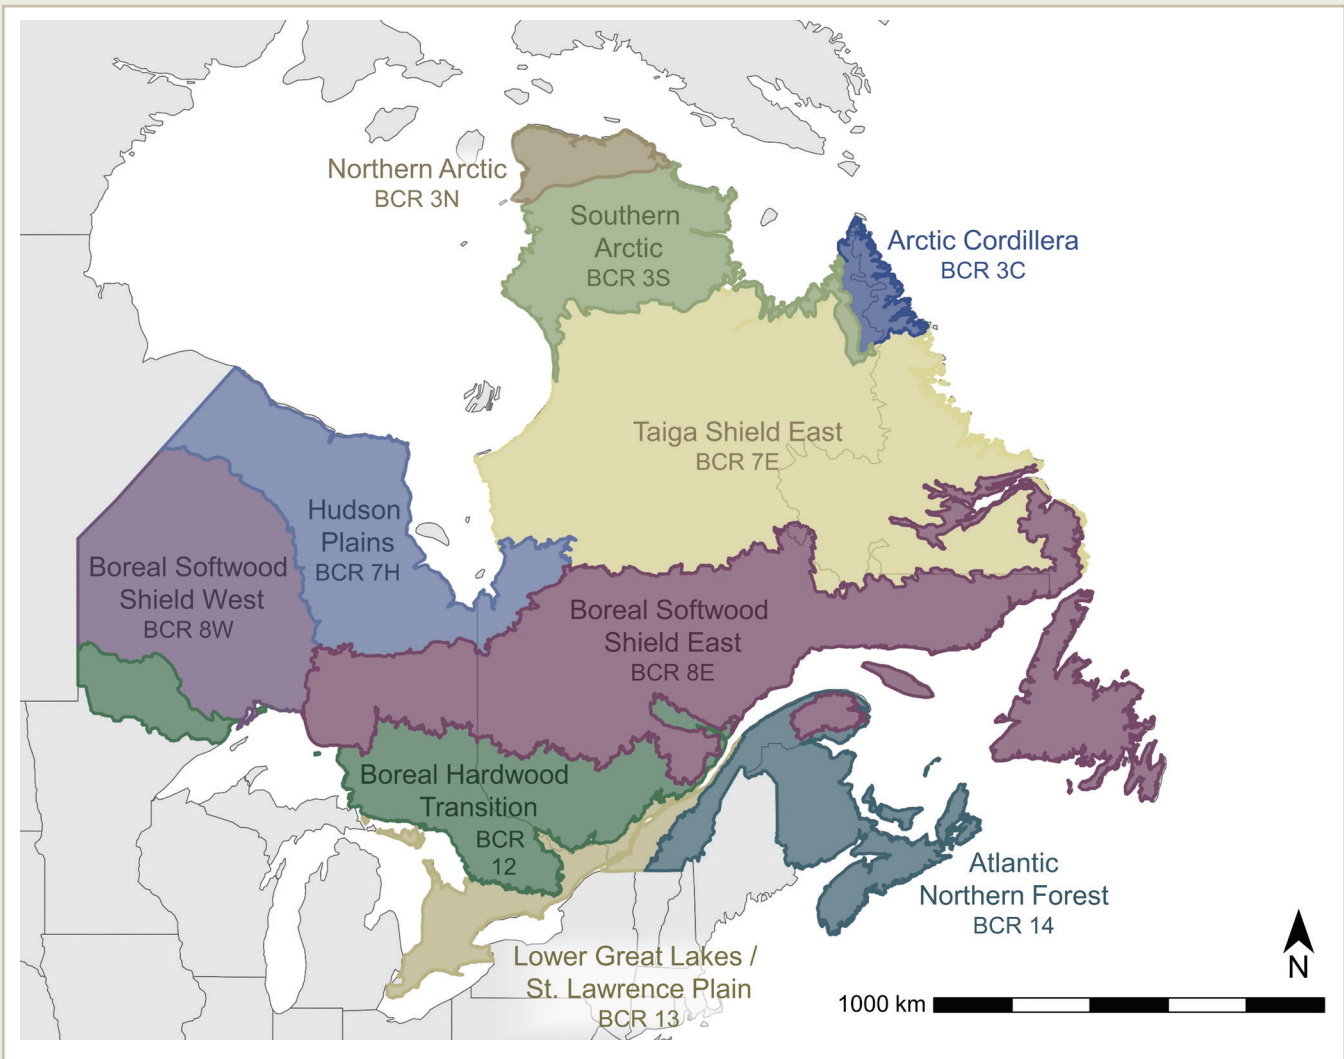 Northern Arctic
BCR 3N
Southern
Arctic
BCR 3S
Arctic Cordillera
BCR 3C
Taiga Shield East
BCR 7E
Hudson
Plains
BCR 7H
Boreal Softwood
Shield West
BCR 8W
Boreal Softwood
Shield East
BCR 8E
Boreal Hardwood
Transition
BCR
12
Atlantic
Northern Forest
BCR 14
Lower Great Lakes /
St. Lawrence Plain
BCR 13
N
1000 km